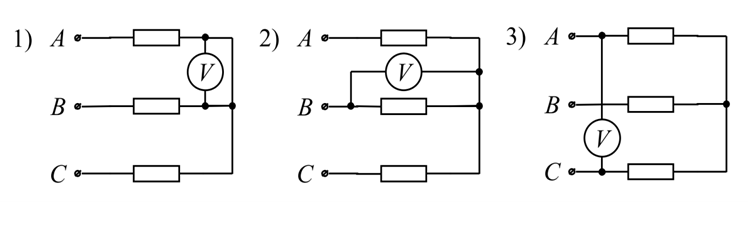 1) A 2) A 3) A
V V
B B B
V
C C C